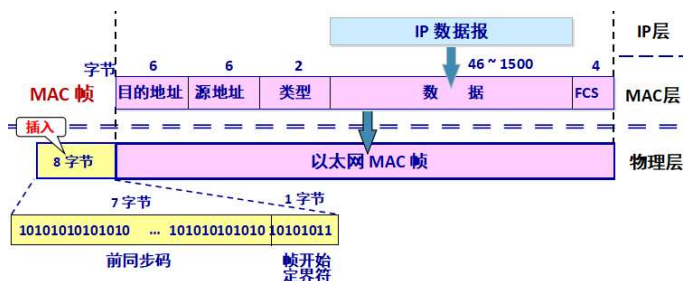 IP 数据报
IP层
字节 6 6 2 46 ~ 1500 4
MAC 帧 目的地址 源地址 类型 数 据 FCS MAC层
插入
8 字节 以太网 MAC 帧 物理层
7 字节 1 字节
10101010101010 ... 101010101010 10101011
前同步码 帧开始
定界符